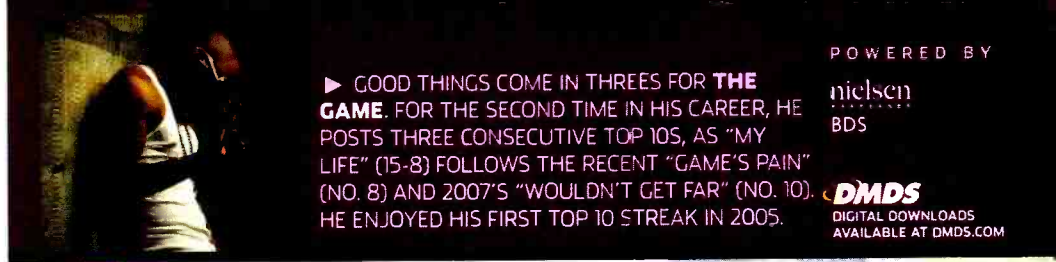 ► GOOD THINGS COME IN THREES FOR THE
GAME. FOR THE SECOND TIME IN HIS CAREER, HE
POSTS THREE CONSECUTIVE TOP 10S, AS "MY
LIFE" (15-8) FOLLOWS THE RECENT "GAME'S PAIN"
(NO. 8) AND 2007'S "WOULDN'T GET FAR" (NO. 10).
HE ENJOYED HIS FIRST TOP 10 STREAK IN 2005.
POWERED BY
nielsen
BDS
DMDS
DIGITAL DOWNLOADS
AVAILABLE AT DMDS.COM